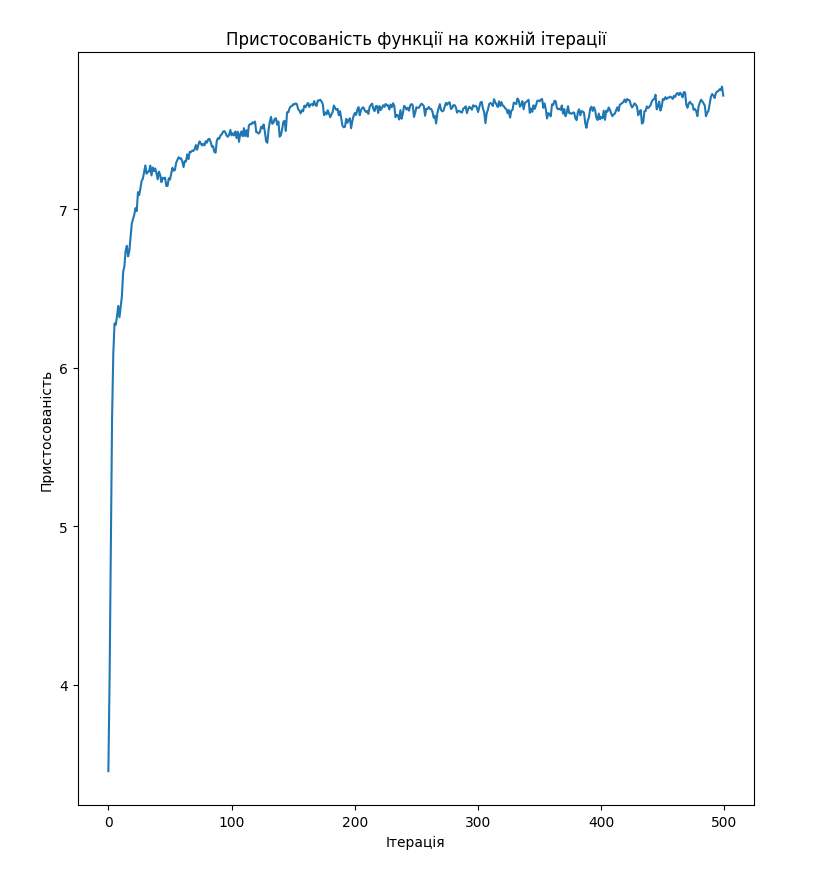 Пристосованість функції на кожній ітерації
Пристосованість
7
6
5
4
0 100 200 300 400 500
Ітерація